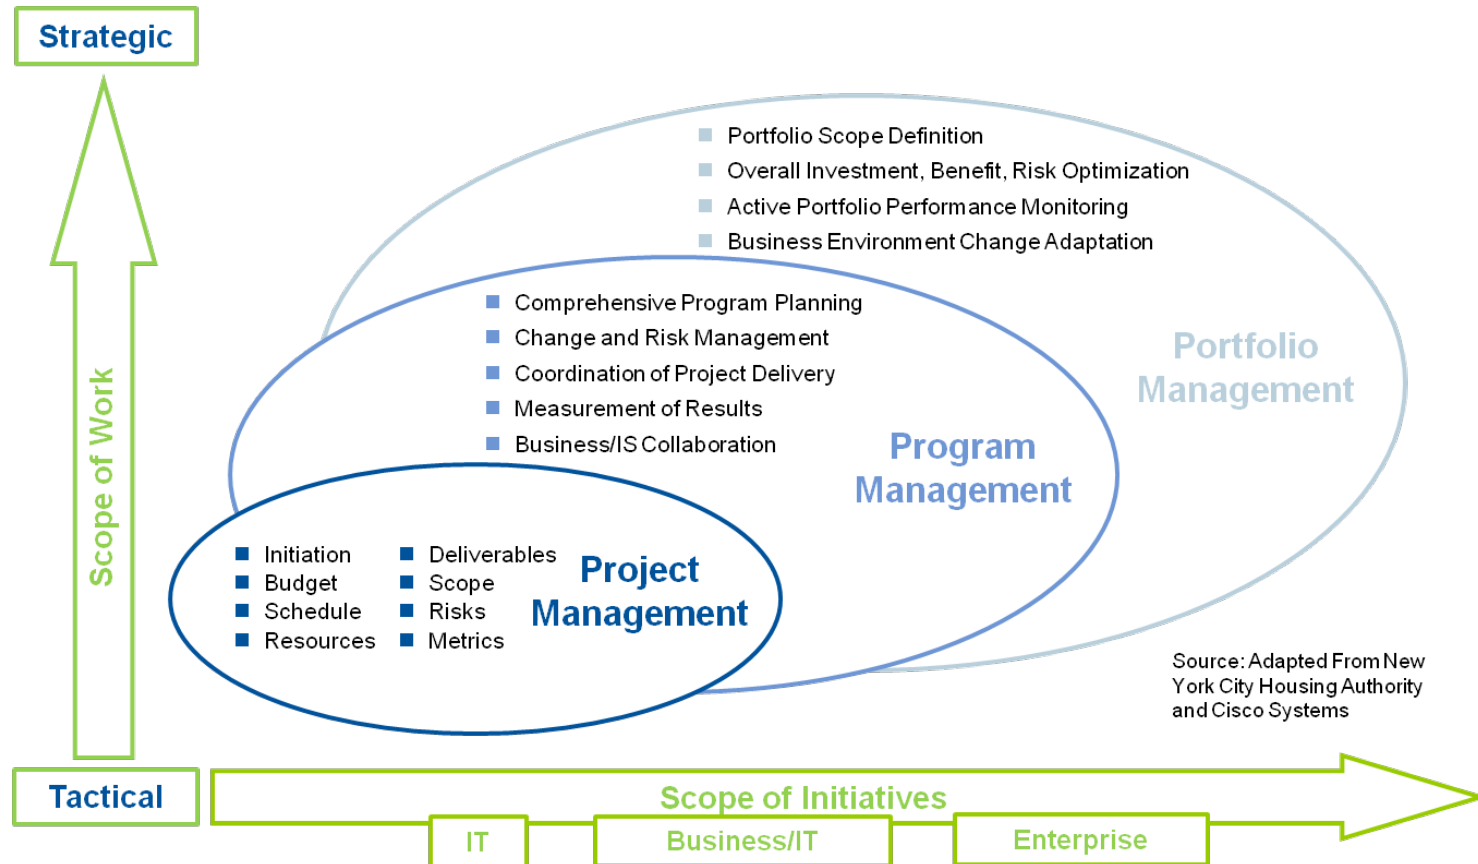 Strategic
Portfolio Scope Definition
Overall Investment, Benefit, Risk Optimization
Active Portfolio Performance Monitoring
Business Environment Change Adaptation
Portfolio
Management
Comprehensive Program Planning
Change and Risk Management
Coordination of Project Delivery
Measurement of Results
Business/IS Collaboration
Program
Management
Scope of Work
Initiation
Budget
Schedule
Resources
Deliverables
Scope
Risks
Metrics
Project
Management
Source: Adapted From New
York City Housing Authority
and Cisco Systems
Tactical
Scope of Initiatives
IT
Business/IT
Enterprise